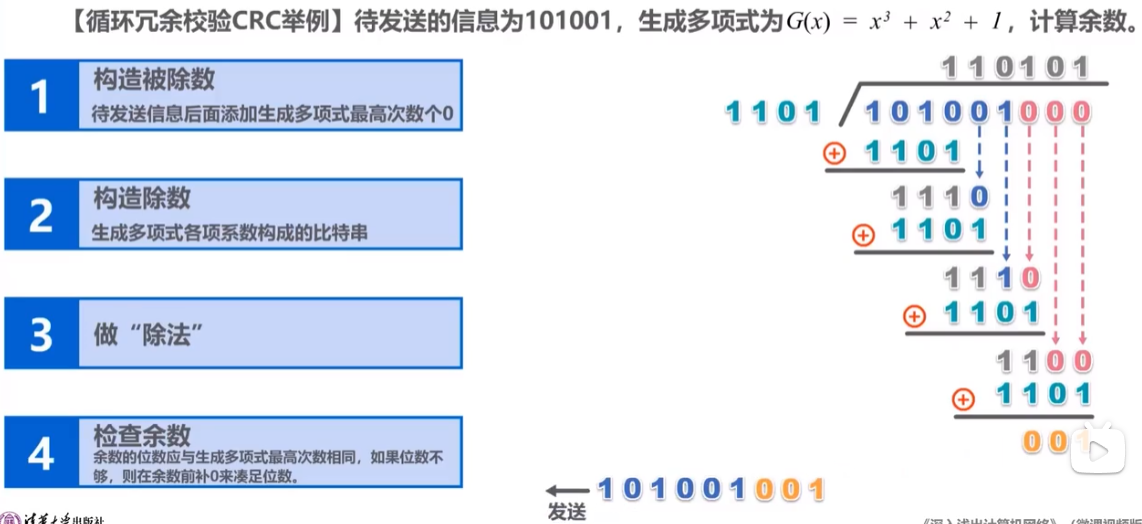 【循环冗余校验CRC举例】待发送的信息为101001，生成多项式为G(x) = x³ + x² + 1，计算余数。
1 构造被除数
待发送信息后面添加生成多项式最高次数个0
2 构造除数
生成多项式各项系数构成的比特串
3 做“除法”
4 检查余数
余数的位数应与生成多项式最高次数相同，如果位数不
够，则在余数前补0来凑足位数。
110101
1101 101001000
⊕ 1101
1110
⊕ 1101
1110
⊕ 1101
1100
⊕ 1101
001
101001001
发送
清华大学出版社
《深入浅出计算机网络》（微课视频版